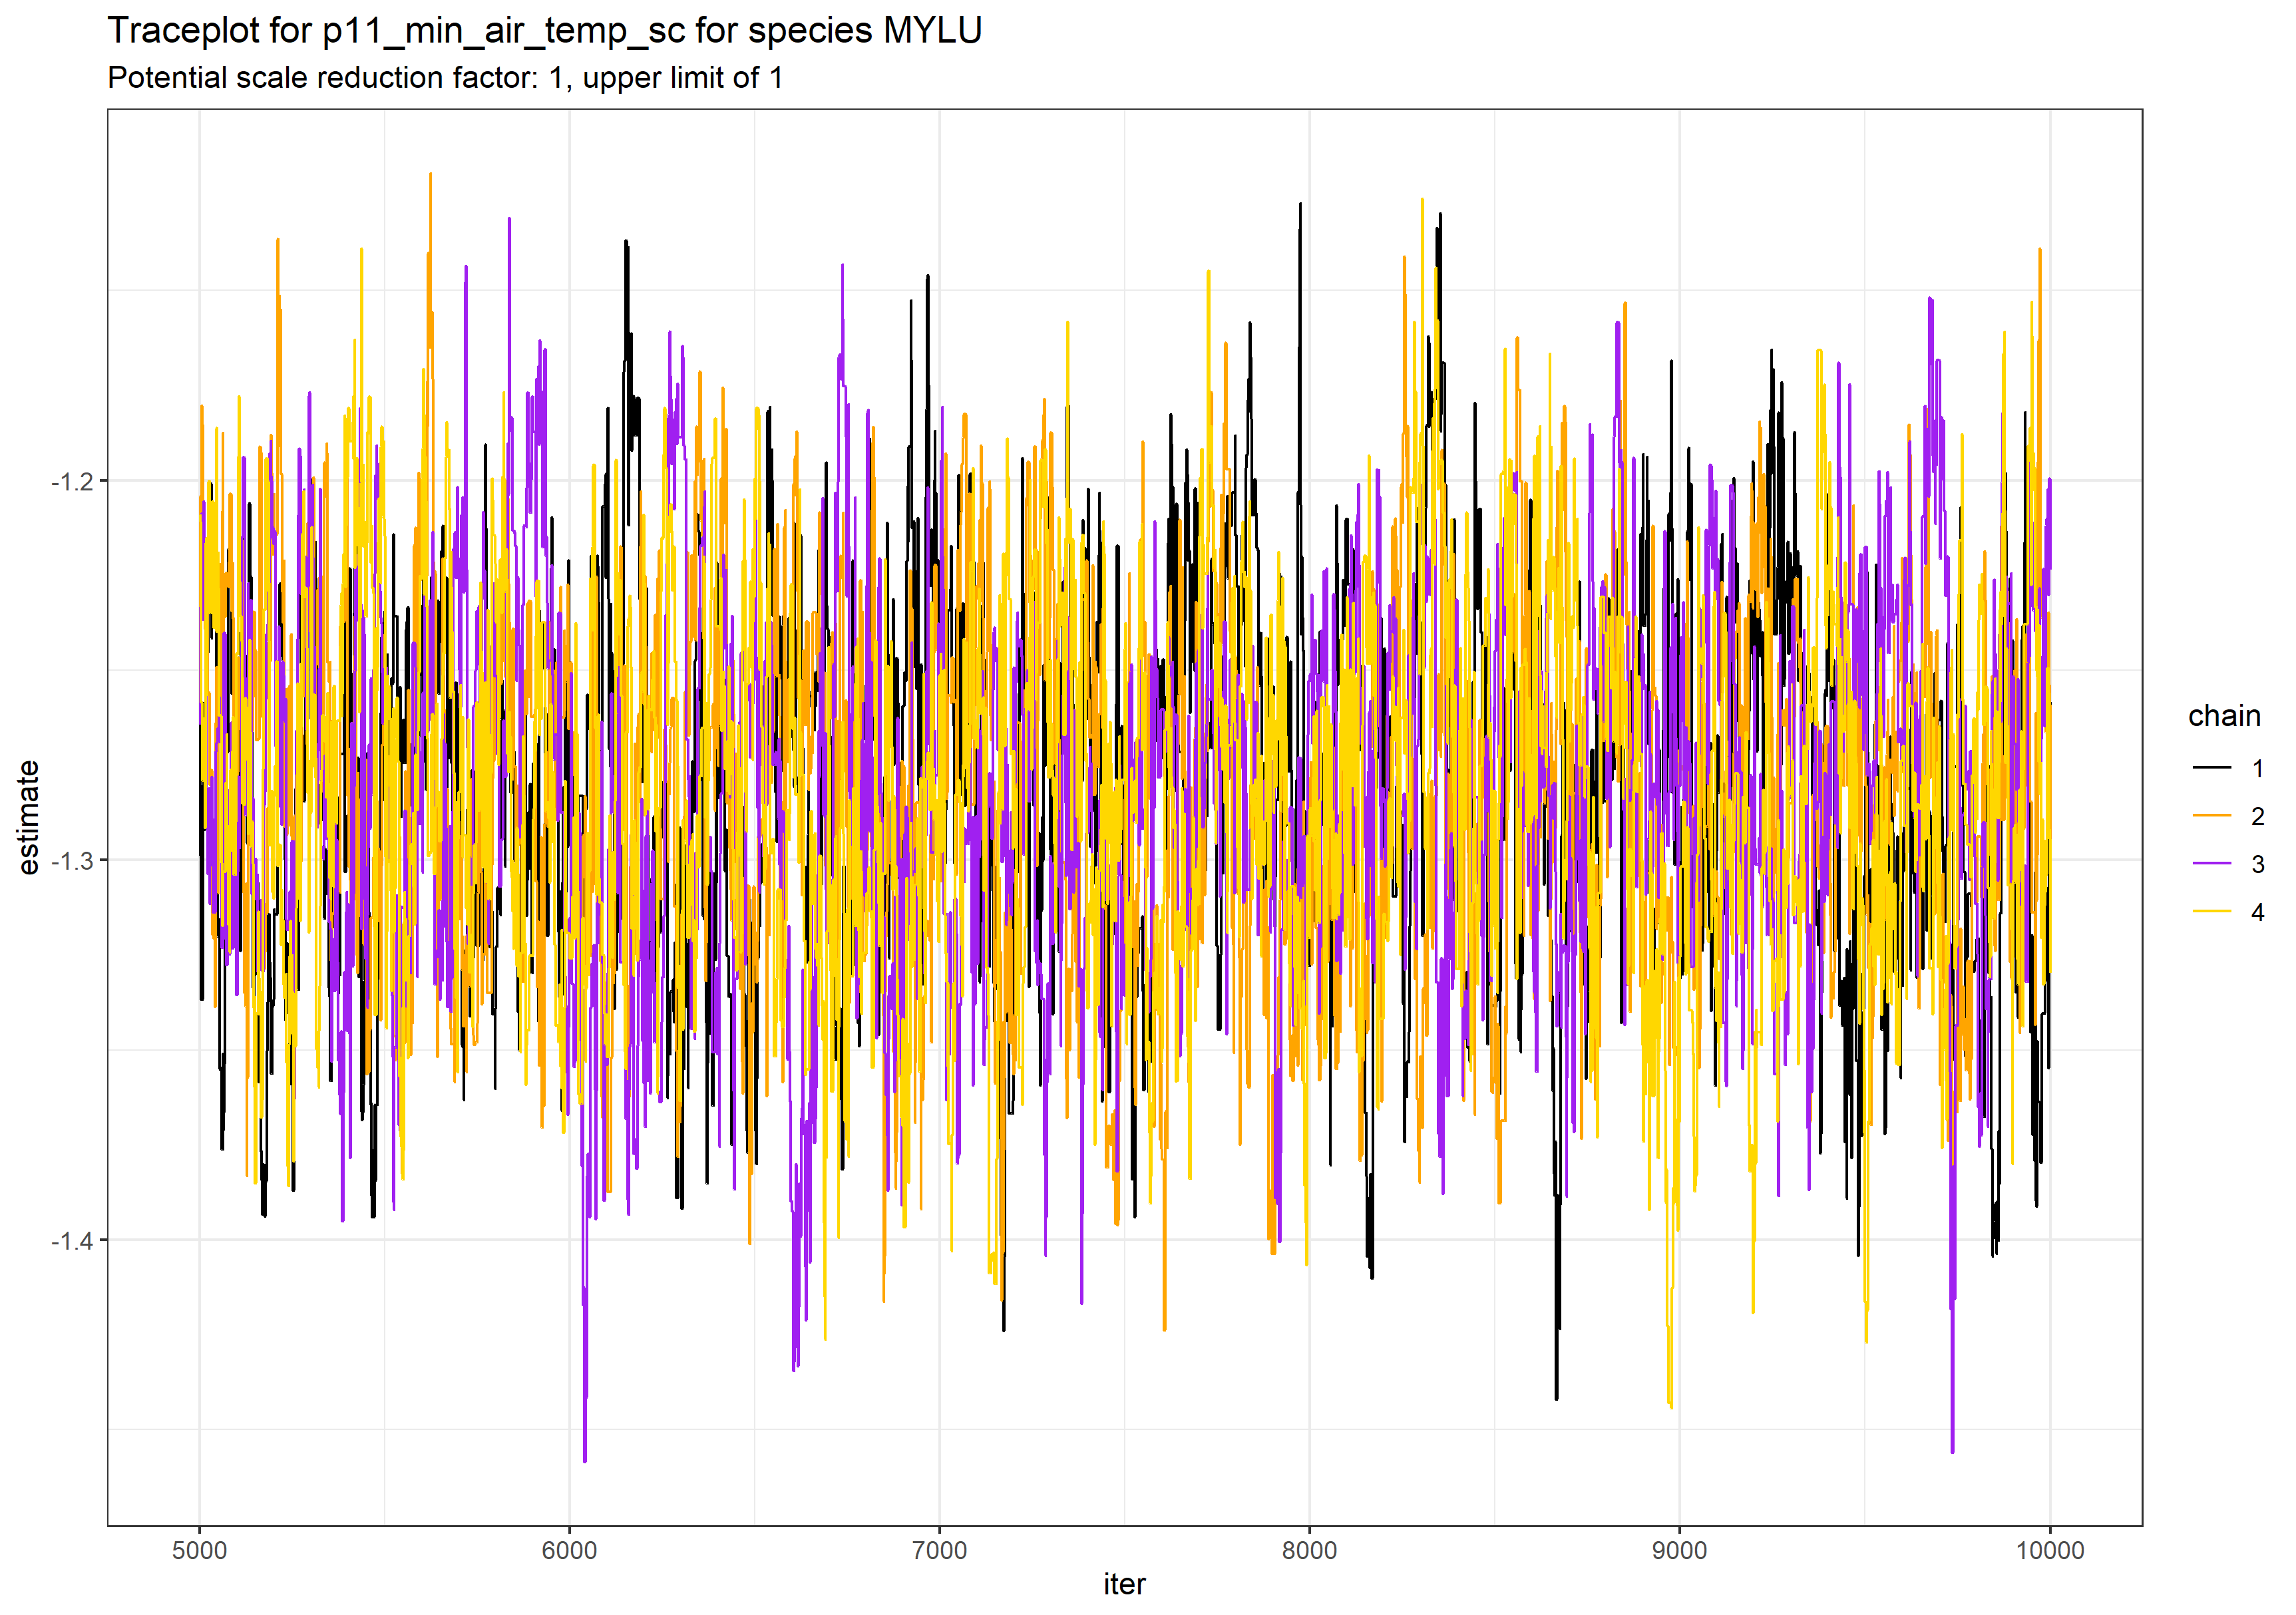 Traceplot for p11_min_air_temp_sc for species MYLU
Potential scale reduction factor: 1, upper limit of 1
estimate
-1.2
-1.3
-1.4
5000 6000 7000 8000 9000 10000
iter
chain
1
2
3
4